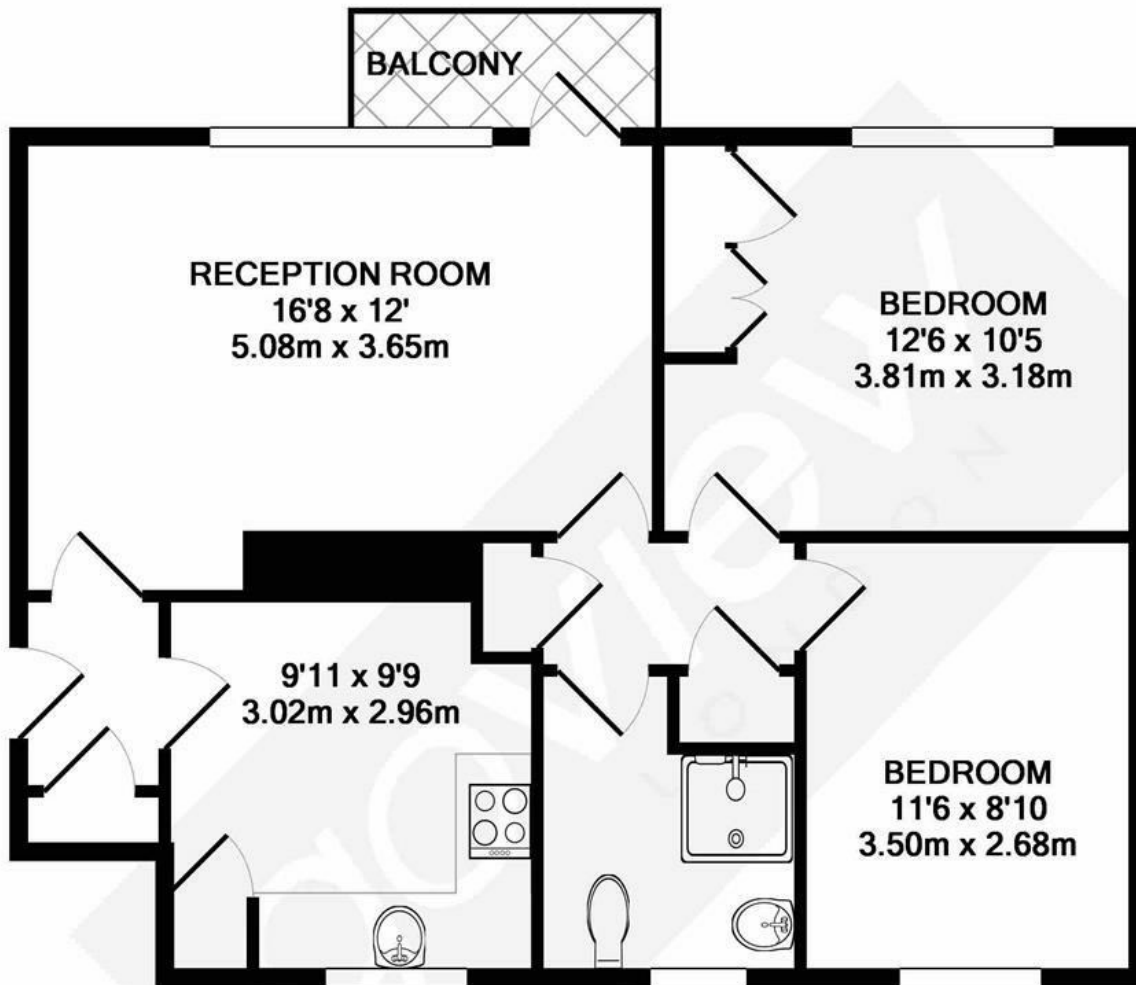 BALCONY
RECEPTION ROOM
16'8 x 12'
5.08m x 3.65m
BEDROOM
12'6 x 10'5
3.81m x 3.18m
9'11 x 9'9
3.02m x 2.96m
BEDROOM
11'6 x 8'10
3.50m x 2.68m
LONDON